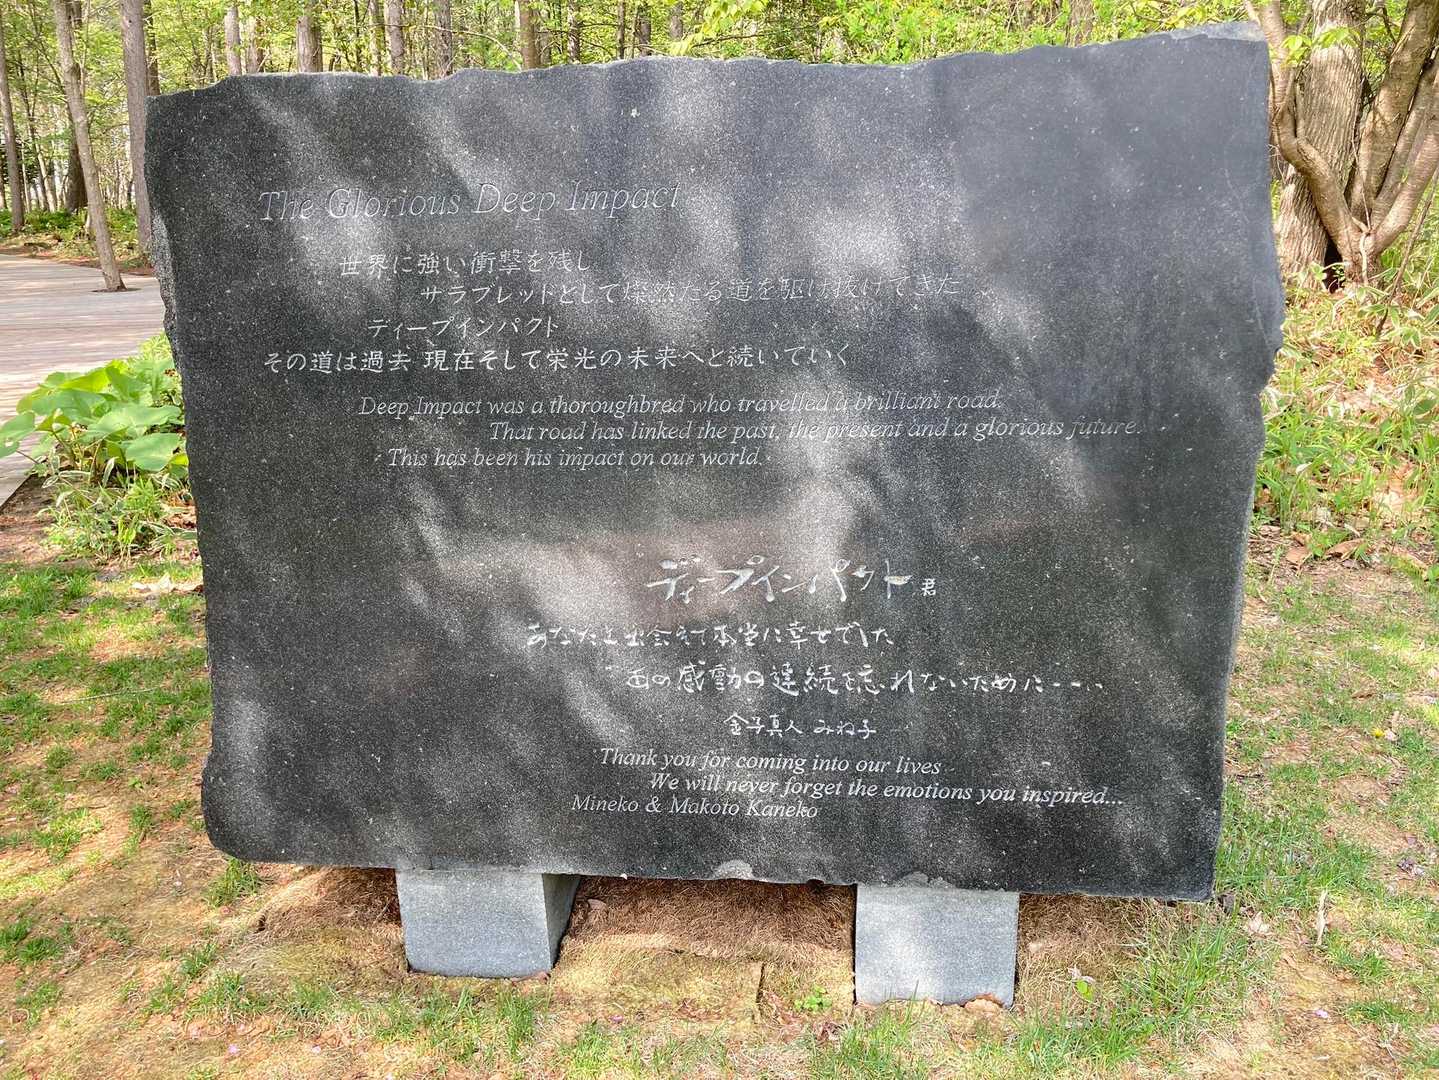 The Glorious Deep Impact
世界に強い衝撃を残し
サラブレットとして燦然たる道を駆け抜けてきた
ディープインパクト
その道は過去 現在そして栄光の未来へと続いていく
Deep Impact was a thoroughbred who travelled a brilliant road.
That road has linked the past, the present and a glorious future.
This has been his impact on our world.
ディープインパクト君
あなたと出会えて本当に幸せでした
あの感動の連続を忘れないために……
金子真人 みね子
Thank you for coming into our lives
We will never forget the emotions you inspired...
Mineko & Makoto Kaneko